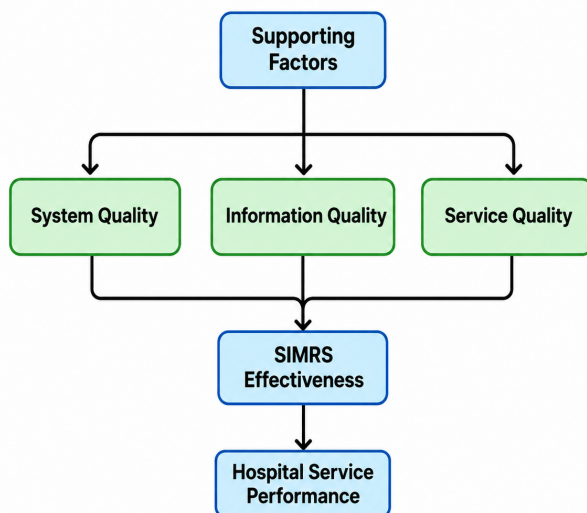 Supporting
Factors
System Quality
Information Quality
Service Quality
SIMRS
Effectiveness
Hospital Service
Performance